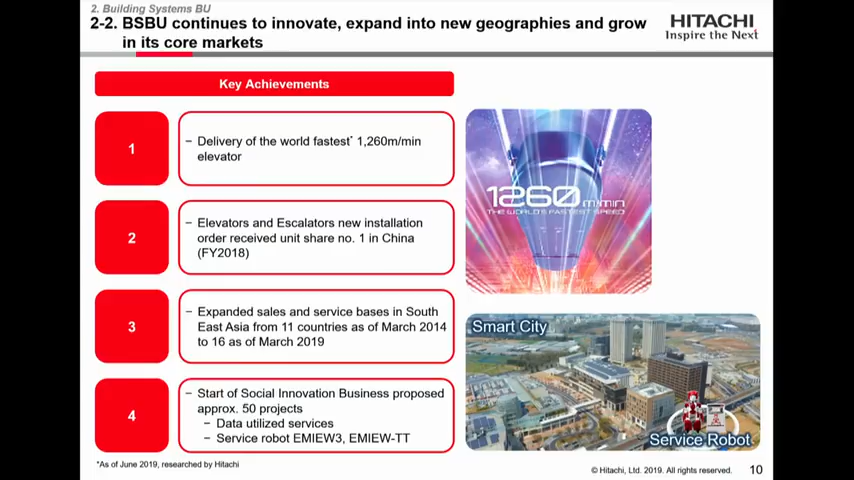 2. Building Systems BU
2-2. BSBU continues to innovate, expand into new geographies and grow
in its core markets
HITACHI
Inspire the Next
Key Achievements
1
− Delivery of the world fastest* 1,260m/min
elevator
1260 m/min
THE WORLD'S FASTEST SPEED
2
− Elevators and Escalators new installation
order received unit share no. 1 in China
(FY2018)
3
− Expanded sales and service bases in South
East Asia from 11 countries as of March 2014
to 16 as of March 2019
Smart City
4
− Start of Social Innovation Business proposed
approx. 50 projects
− Data utilized services
− Service robot EMIEW3, EMIEW-TT
Service Robot
*As of June 2019, researched by Hitachi
© Hitachi, Ltd. 2019. All rights reserved.
10